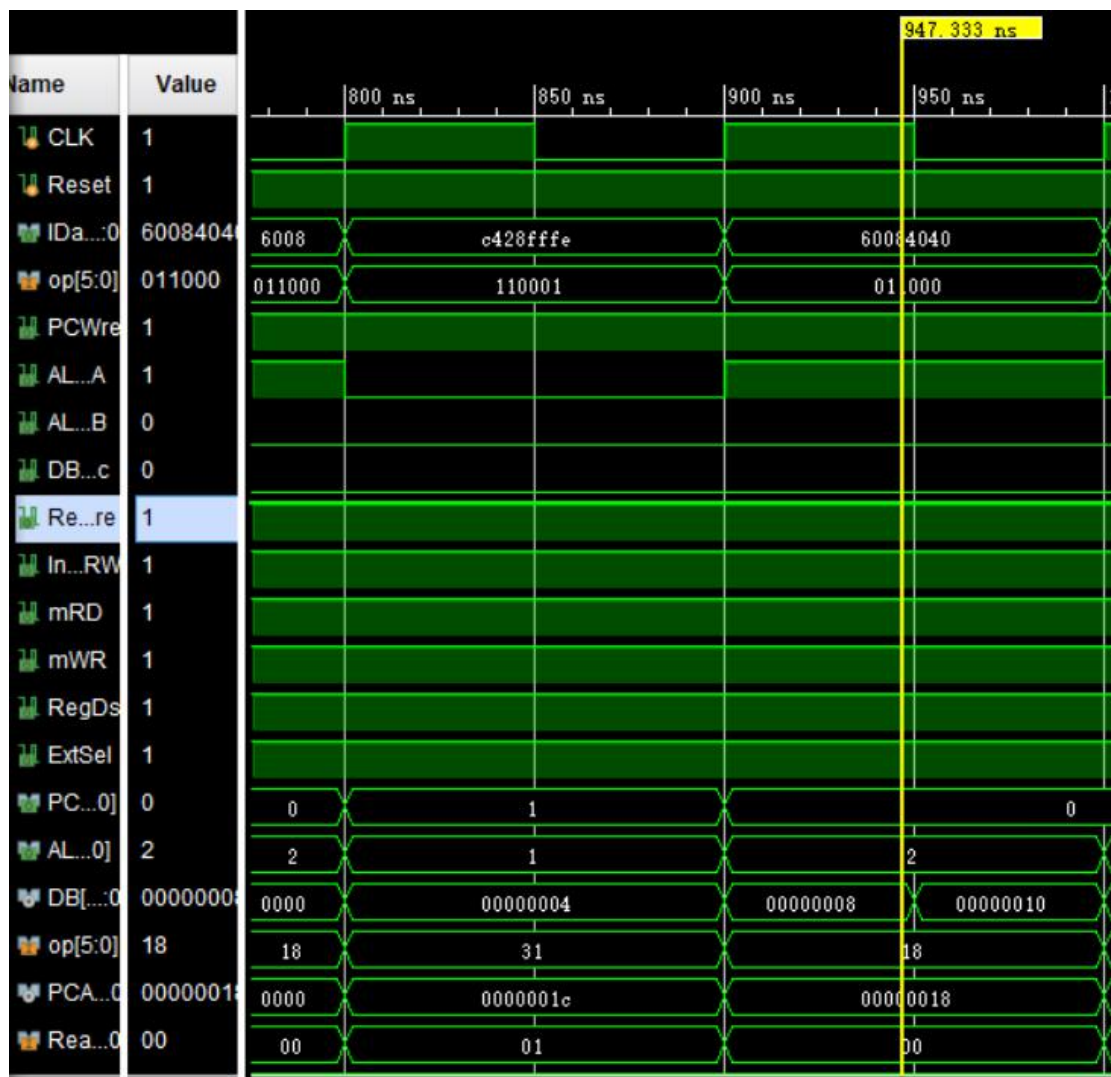 947.333 ns
Name Value 800 ns 850 ns 900 ns 950 ns
CLK 1
Reset 1
IDa...:0 60084040 6008 c428fffe 60084040
op[5:0] 011000 011000 110001 011000
PCWre 1
AL...A 1
AL...B 0
DB...c 0
Re...re 1
In...RW 1
mRD 1
mWR 1
RegDs 1
ExtSel 1
PC...0] 0 0 1 0
AL...0] 2 2 1 2
DB[...:0 00000008 0000 00000004 00000008 00000010
op[5:0] 18 18 31 18
PCA...0 00000018 0000 0000001c 00000018
Rea...0 00 00 01 00